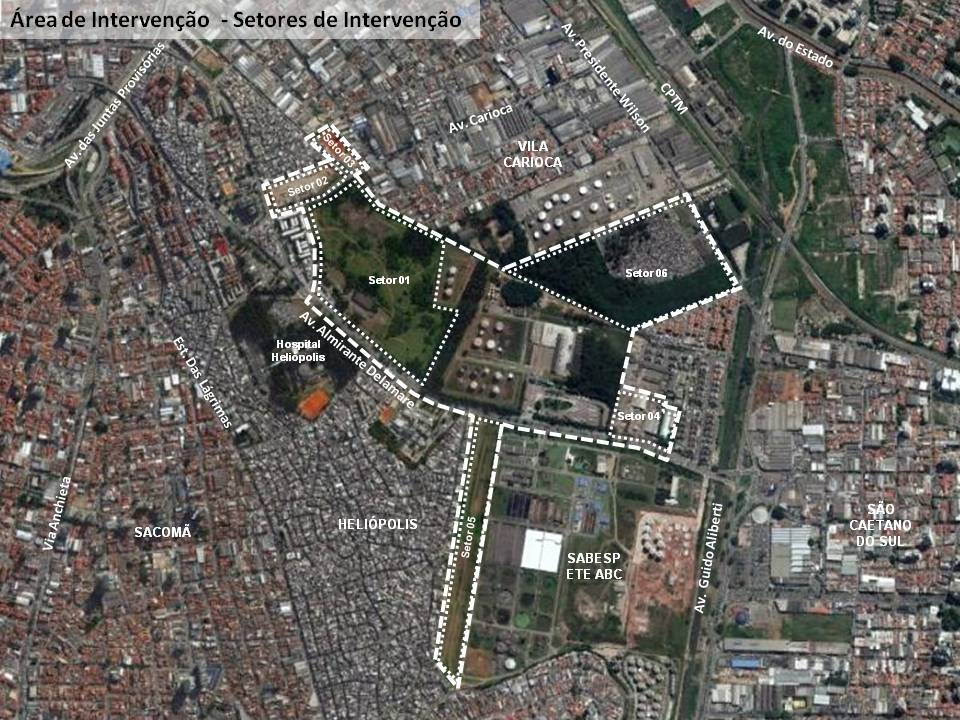 Área de Intervenção - Setores de Intervenção
Av. das Juntas Provisórias
Av. Presidente Wilson
Av. do Estado
CPTM
Av. Carioca
VILA
CARIOCA
Setor 03
Setor 02
Setor 01
Setor 06
Hospital
Heliópolis
Av. Almirante Delamare
Est. Das Lágrimas
Setor 04
Via Anchieta
SACOMÃ
HELIÓPOLIS
Setor 05
SABESP
ETE ABC
Av. Guido Aliberti
SÃO
CAETANO
DO SUL